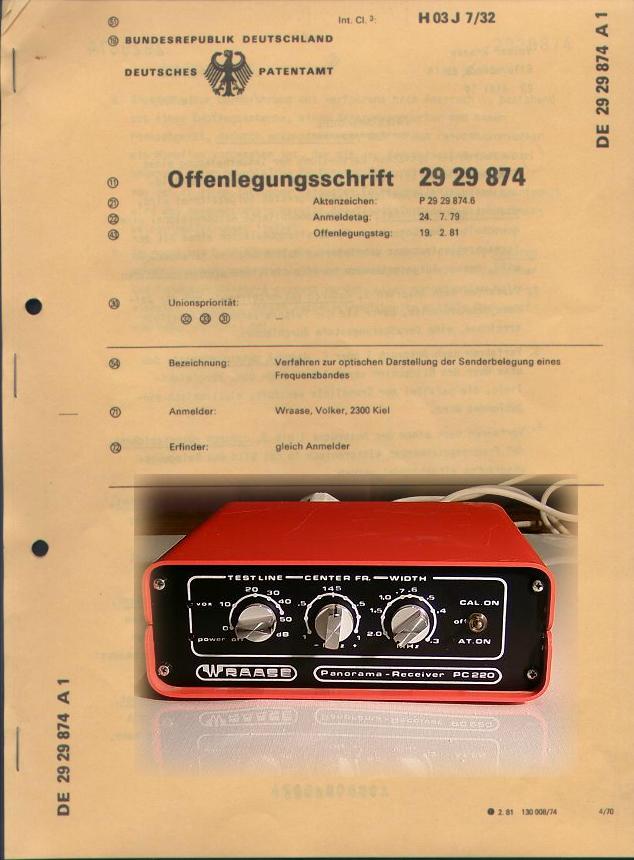 51 Int. Cl.³: H 03 J 7/32
19 BUNDESREPUBLIK DEUTSCHLAND
DEUTSCHES PATENTAMT
DE 29 29 874 A 1
11 Offenlegungsschrift 29 29 874
21 Aktenzeichen: P 29 29 874.6
22 Anmeldetag: 24. 7. 79
43 Offenlegungstag: 19. 2. 81
30 Unionspriorität:
32 33 31 –
54 Bezeichnung: Verfahren zur optischen Darstellung der Senderbelegung eines
Frequenzbandes
71 Anmelder: Wraase, Volker, 2300 Kiel
72 Erfinder: gleich Anmelder
TESTLINE CENTER FR. WIDTH
20 30 145 .7 .6
vox 10 40 .5 .5 1.0 .5 CAL.ON
50 1.5 .4 off
0 dB 1 - MHz + 1 2.0 MHz .3
power off AT.ON
WRAASE Panorama-Receiver PC220
DE 29 29 874 A 1
2. 81 130 008/74 4/70